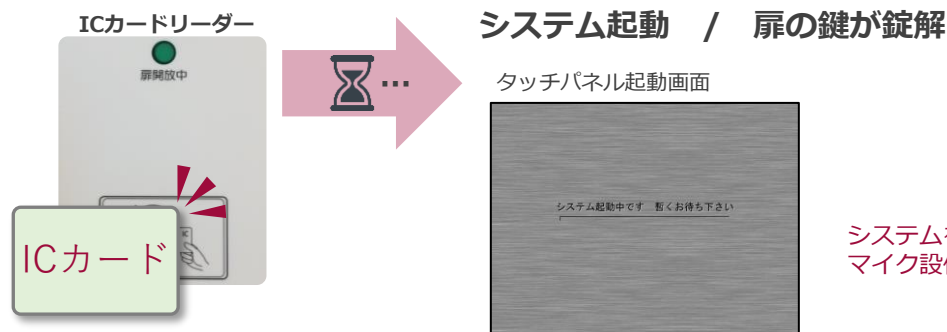 ICカードリーダー
扉開放中
ICカード
…
システム起動 / 扉の鍵が錠解
タッチパネル起動画面
システム起動中です 暫くお待ち下さい
システム
マイク設